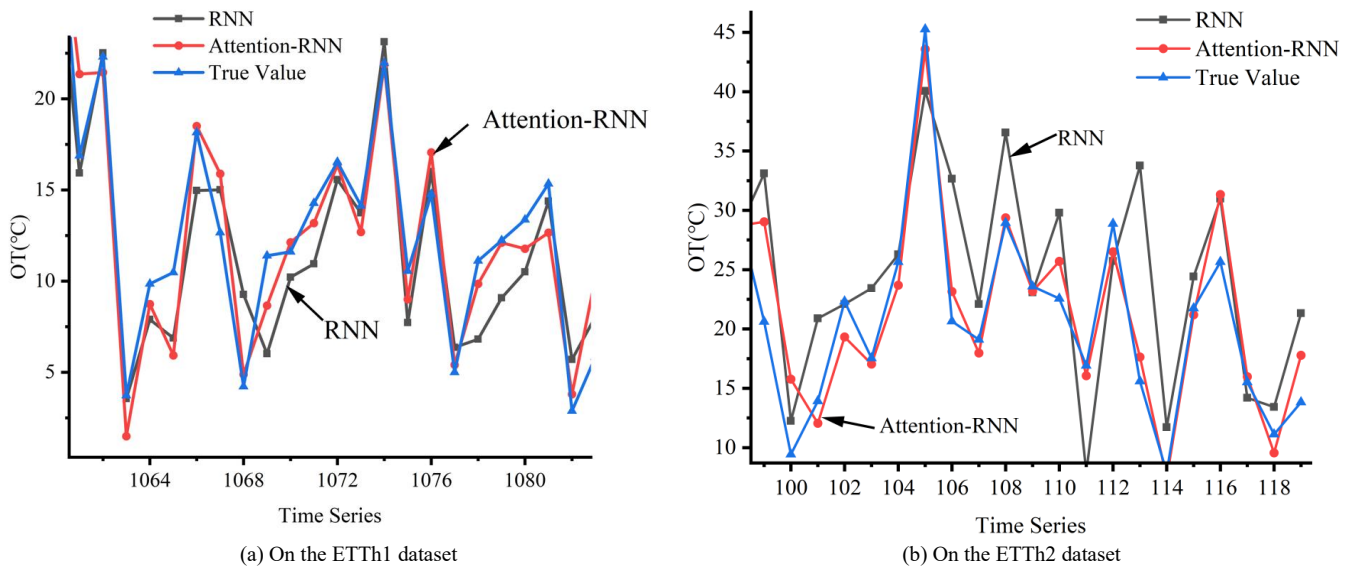 RNN
Attention-RNN
True Value
20
15
10
5
OT(℃)
Attention-RNN
RNN
1064 1068 1072 1076 1080
Time Series
(a) On the ETTh1 dataset
RNN
Attention-RNN
True Value
45
40
35
30
25
20
15
10
OT(℃)
RNN
Attention-RNN
100 102 104 106 108 110 112 114 116 118
Time Series
(b) On the ETTh2 dataset